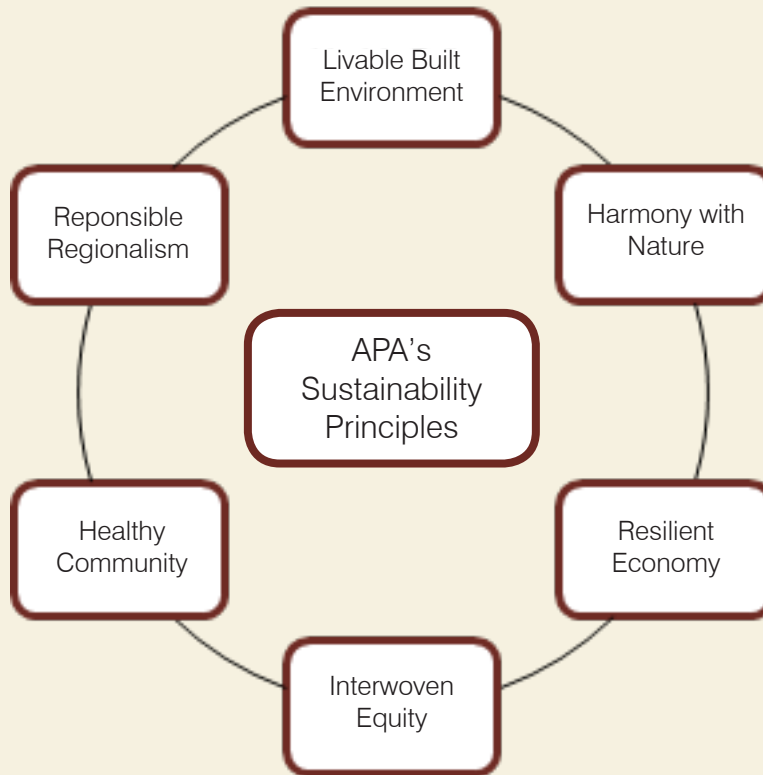 Livable Built
Environment
Reponsible
Regionalism
Harmony with
Nature
APA's
Sustainability
Principles
Healthy
Community
Resilient
Economy
Interwoven
Equity